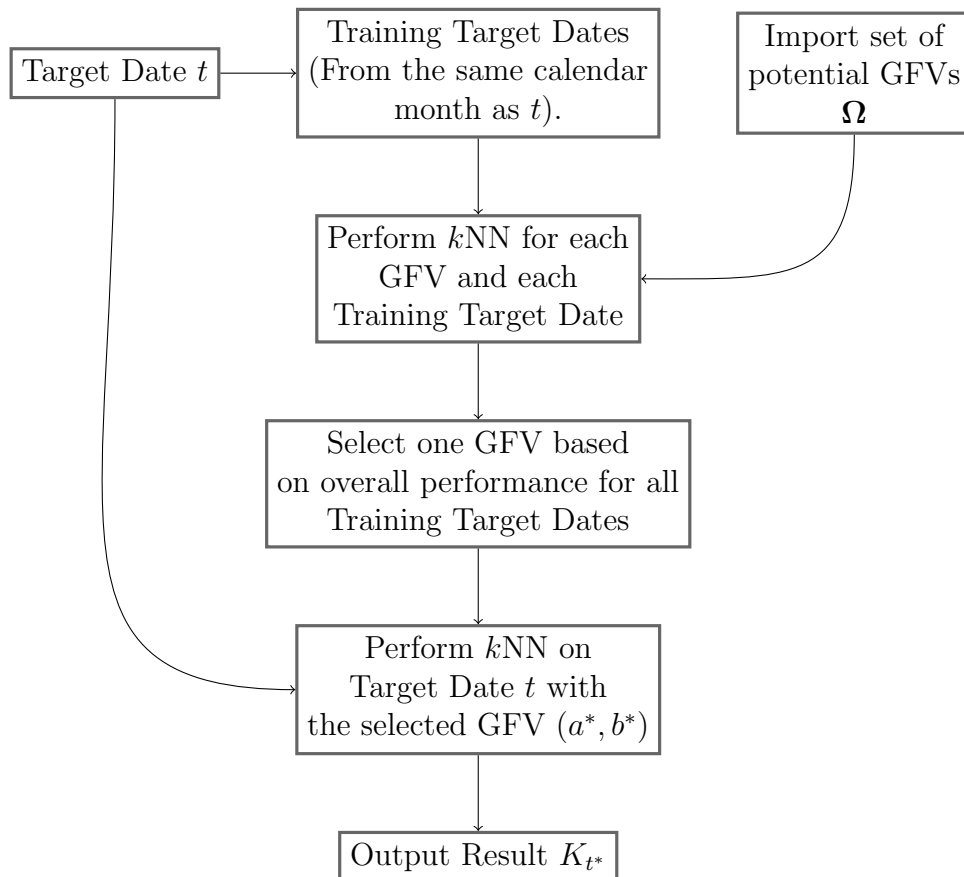 Target Date t
Training Target Dates
(From the same calendar
month as t).
Import set of
potential GFVs
Ω
Perform kNN for each
GFV and each
Training Target Date
Select one GFV based
on overall performance for all
Training Target Dates
Perform kNN on
Target Date t with
the selected GFV (a*, b*)
Output Result K_{t*}